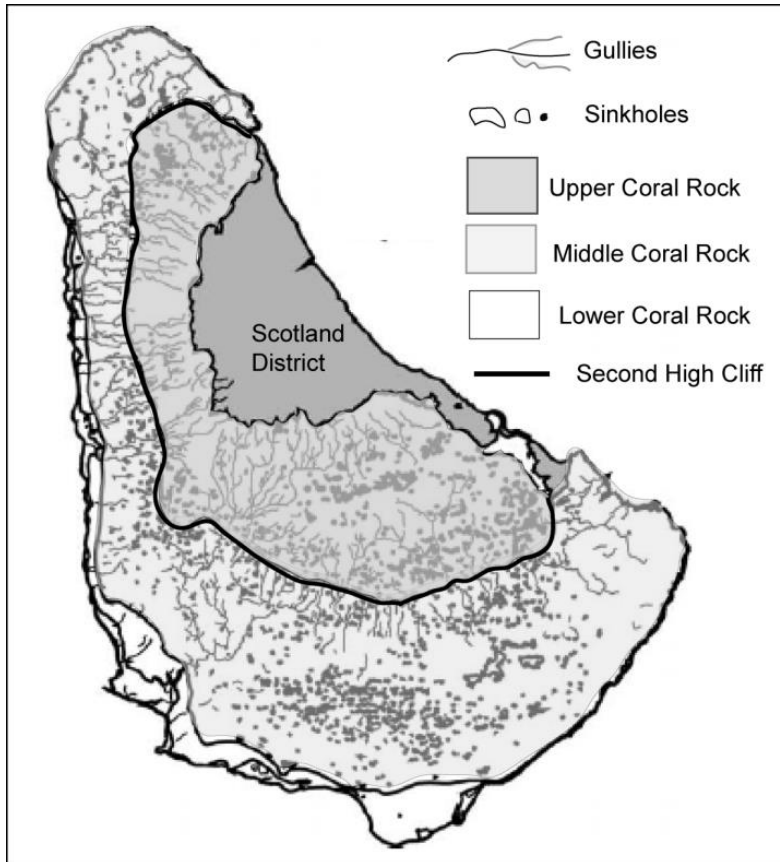 Gullies
Sinkholes
Upper Coral Rock
Middle Coral Rock
Lower Coral Rock
Second High Cliff
Scotland
District